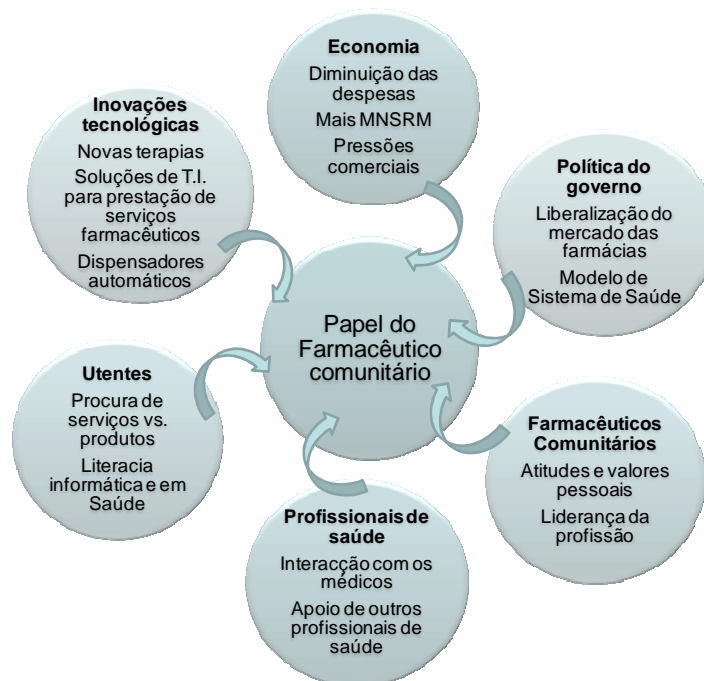 Economia
Diminuição das
despesas
Mais MNSRM
Pressões
comerciais
Inovações
tecnológicas
Novas terapias
Soluções de T.I.
para prestação de
serviços
farmacêuticos
Dispensadores
automáticos
Política do
governo
Liberalização do
mercado das
farmácias
Modelo de
Sistema de Saúde
Papel do
Farmacêutico
comunitário
Utentes
Procura de
serviços vs.
produtos
Literacia
informática e em
Saúde
Farmacêuticos
Comunitários
Atitudes e valores
pessoais
Liderança da
profissão
Profissionais de
saúde
Interacção com os
médicos
Apoio de outros
profissionais de
saúde